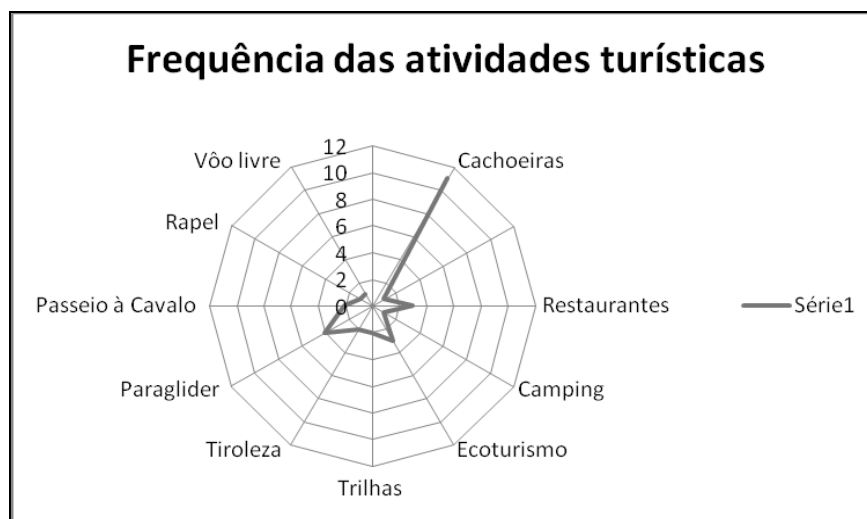 Frequência das atividades turísticas
12
10
8
6
4
2
0
Cachoeiras
Restaurantes
Camping
Ecoturismo
Trilhas
Tiroleza
Paraglider
Passeio à Cavalo
Rapel
Vôo livre
Série1